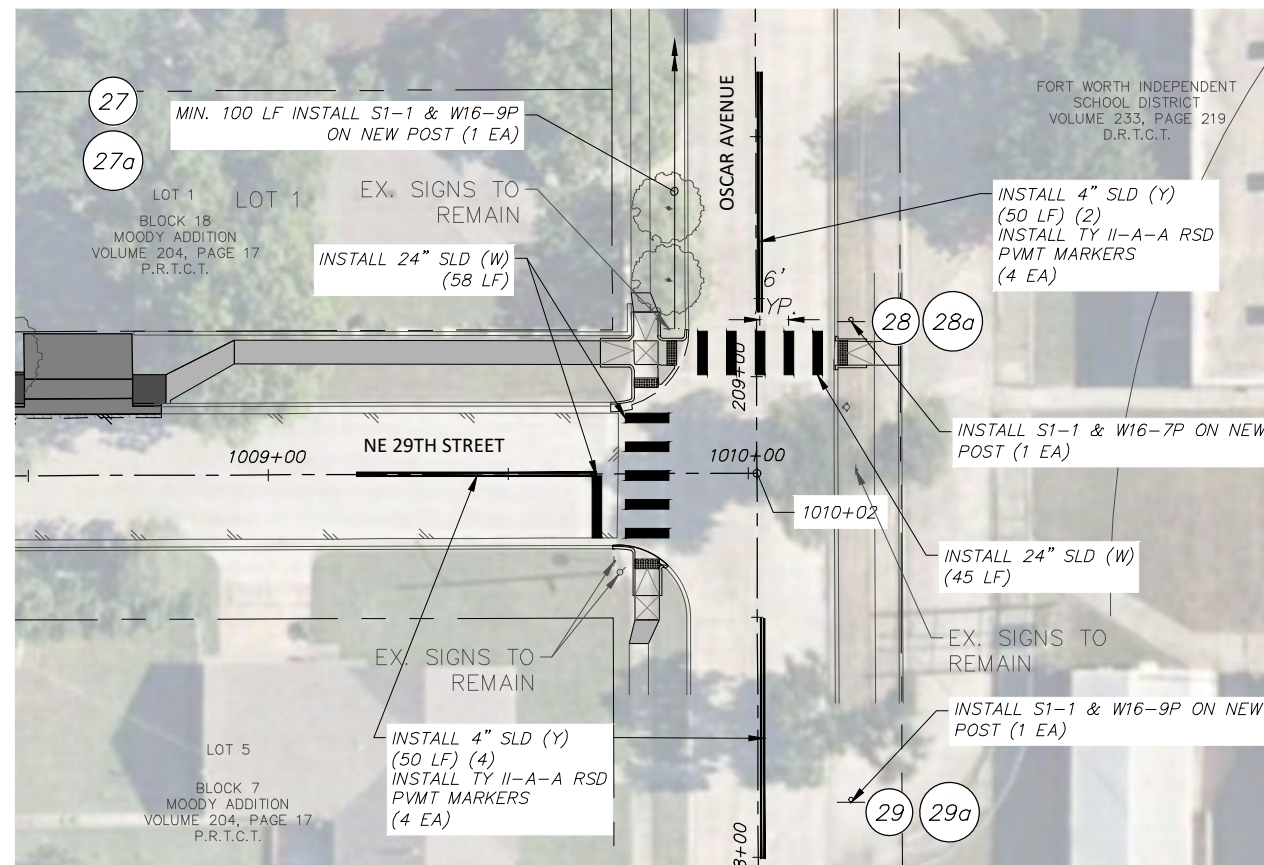 27
27a
MIN. 100 LF INSTALL S1-1 & W16-9P
ON NEW POST (1 EA)
LOT 1
LOT 1
BLOCK 18
MOODY ADDITION
VOLUME 204, PAGE 17
P.R.T.C.T.
EX. SIGNS TO
REMAIN
INSTALL 24" SLD (W)
(58 LF)
OSCAR AVENUE
FORT WORTH INDEPENDENT
SCHOOL DISTRICT
VOLUME 233, PAGE 219
D.R.T.C.T.
INSTALL 4" SLD (Y)
(50 LF) (2)
INSTALL TY II-A-A RSD
PVMT MARKERS
(4 EA)
6'
TYP.
28
28a
209+00
INSTALL S1-1 & W16-7P ON NEW
POST (1 EA)
NE 29TH STREET
1009+00
1010+00
1010+02
INSTALL 24" SLD (W)
(45 LF)
EX. SIGNS TO
REMAIN
EX. SIGNS TO
REMAIN
INSTALL S1-1 & W16-9P ON NEW
POST (1 EA)
29
29a
INSTALL 4" SLD (Y)
(50 LF) (4)
INSTALL TY II-A-A RSD
PVMT MARKERS
(4 EA)
LOT 5
BLOCK 7
MOODY ADDITION
VOLUME 204, PAGE 17
P.R.T.C.T.